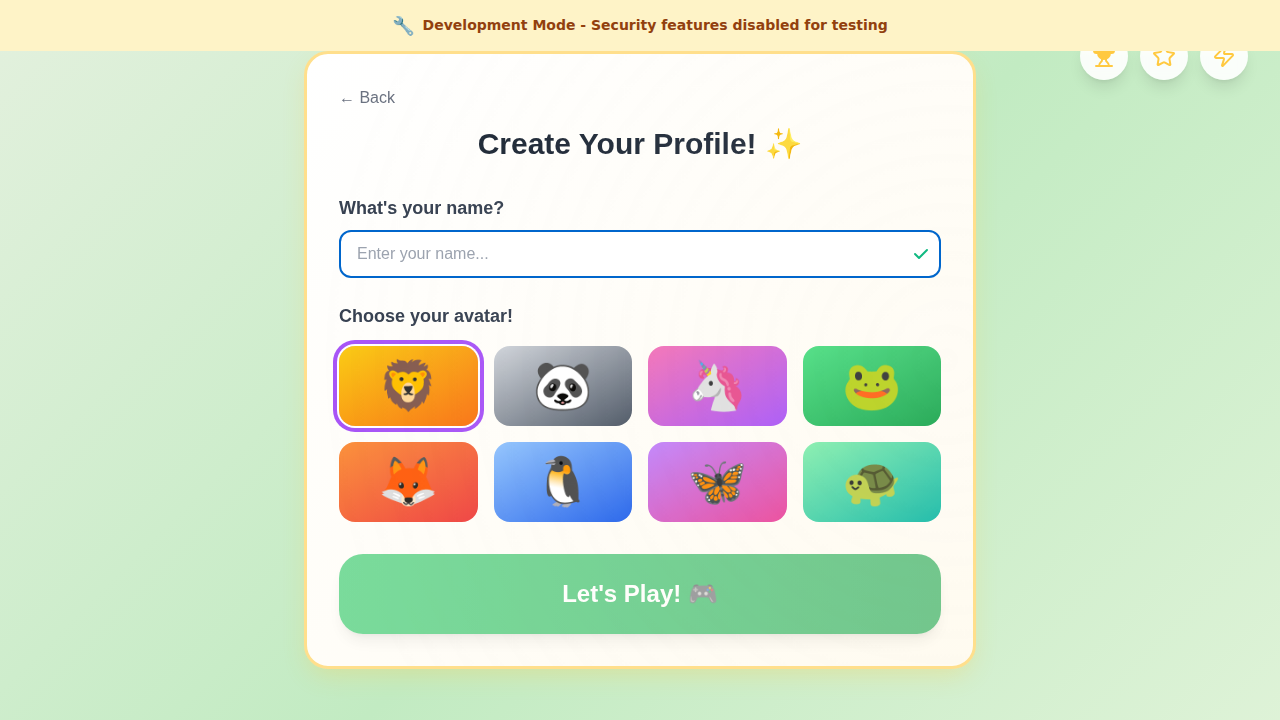 Development Mode - Security features disabled for testing
← Back
Create Your Profile! ✨
What's your name?
Enter your name...
Choose your avatar!
Let's Play! 🎮